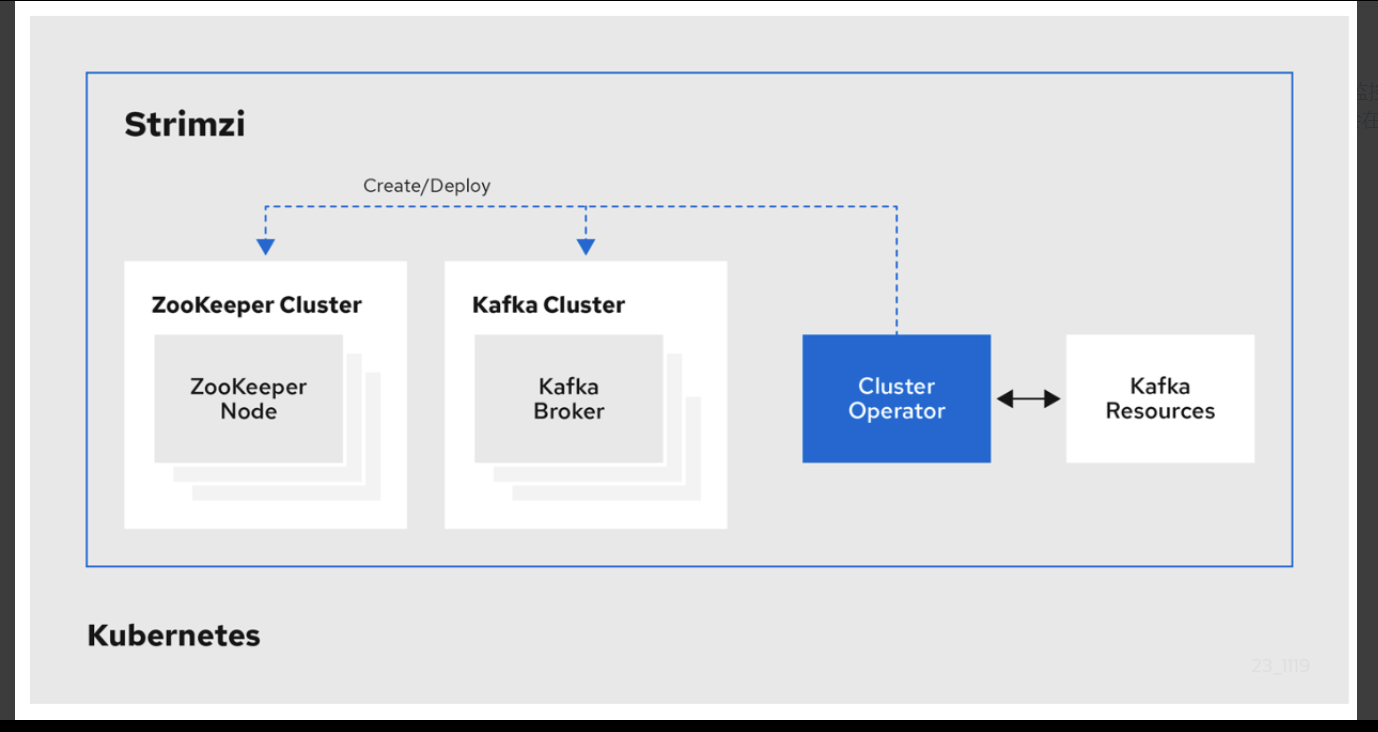 Strimzi
Create/Deploy
ZooKeeper Cluster
Kafka Cluster
ZooKeeper
Node
Kafka
Broker
Cluster
Operator
Kafka
Resources
Kubernetes
23_1119